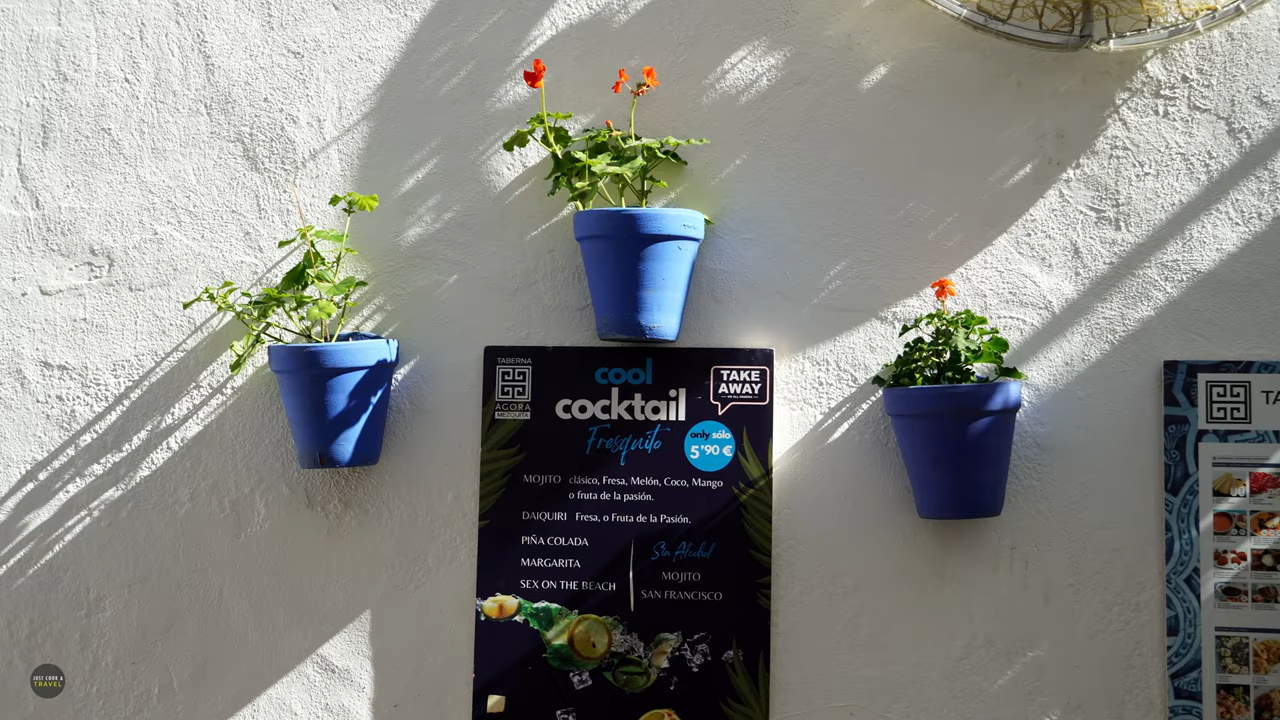 TABERNA
AGORA
MEZQUITA
cool
cocktail
Fresquito
TAKE
AWAY
only sólo
5'90 €
MOJITO clásico, Fresa, Melón, Coco, Mango
o fruta de la pasión.
DAIQUIRI Fresa, o Fruta de la Pasión.
PIÑA COLADA
MARGARITA
SEX ON THE BEACH
Sin Alcohol
MOJITO
SAN FRANCISCO
TA
JUST COOK &
TRAVEL